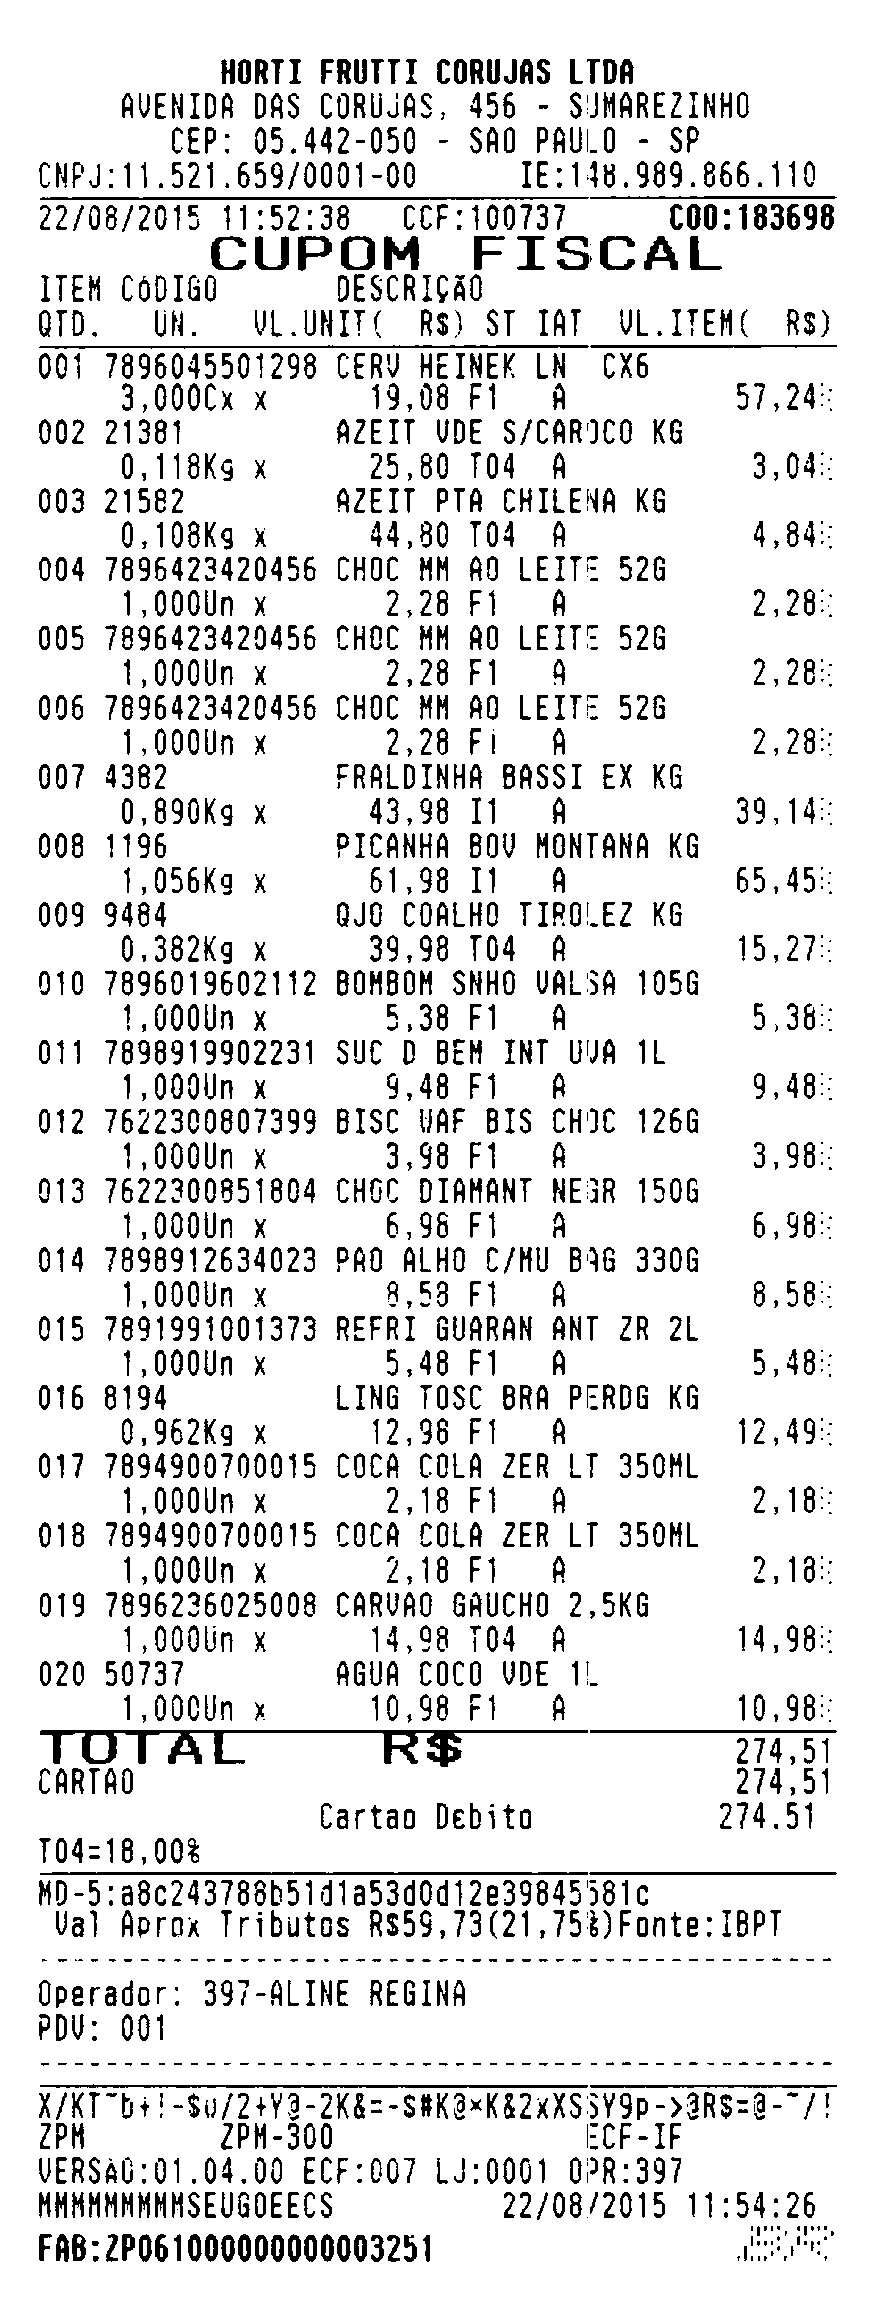 HORTI FRUTTI CORUJAS LTDA
AVENIDA DAS CORUJAS, 456 - SUMAREZINHO
CEP: 05.442-050 - SAO PAULO - SP
CNPJ:11.521.659/0001-00 IE:148.989.866.110
22/08/2015 11:52:38 CCF:100737 COO:183698
CUPOM FISCAL
ITEM CÓDIGO DESCRIÇÃO
QTD. UN. VL.UNIT( R$) ST IAT VL.ITEM( R$)
001 7896045501298 CERV HEINEK LN CX6
3,000Cx x 19,08 F1 A 57,24
002 21381 AZEIT VDE S/CAROCO KG
0,118Kg x 25,80 T04 A 3,04
003 21582 AZEIT PTA CHILENA KG
0,108Kg x 44,80 T04 A 4,84
004 7896423420456 CHOC MM AO LEITE 52G
1,000Un x 2,28 F1 A 2,28
005 7896423420456 CHOC MM AO LEITE 52G
1,000Un x 2,28 F1 A 2,28
006 7896423420456 CHOC MM AO LEITE 52G
1,000Un x 2,28 F1 A 2,28
007 4382 FRALDINHA BASSI EX KG
0,890Kg x 43,98 I1 A 39,14
008 1196 PICANHA BOV MONTANA KG
1,056Kg x 61,98 I1 A 65,45
009 9484 QJO COALHO TIROLEZ KG
0,382Kg x 39,98 T04 A 15,27
010 7896019602112 BOMBOM SNHO VALSA 105G
1,000Un x 5,38 F1 A 5,38
011 7898919902231 SUC D BEM INT UVA 1L
1,000Un x 9,48 F1 A 9,48
012 7622300807399 BISC WAF BIS CHOC 126G
1,000Un x 3,98 F1 A 3,98
013 7622300851804 CHOC DIAMANT NEGR 150G
1,000Un x 6,98 F1 A 6,98
014 7898912634023 PAO ALHO C/MU BAG 330G
1,000Un x 8,58 F1 A 8,58
015 7891991001373 REFRI GUARAN ANT ZR 2L
1,000Un x 5,48 F1 A 5,48
016 8194 LING TOSC BRA PERDG KG
0,962Kg x 12,98 F1 A 12,49
017 7894900700015 COCA COLA ZER LT 350ML
1,000Un x 2,18 F1 A 2,18
018 7894900700015 COCA COLA ZER LT 350ML
1,000Un x 2,18 F1 A 2,18
019 7896236025008 CARVAO GAUCHO 2,5KG
1,000Un x 14,98 T04 A 14,98
020 50737 AGUA COCO VDE 1L
1,000Un x 10,98 F1 A 10,98
TOTAL R$ 274,51
CARTAO 274,51
Cartao Debito 274.51
T04=18,00%
MD-5:a8c243788b51d1a53d0d12e39845581c
Val Aprox Tributos R$59,73(21,75%)Fonte:IBPT
Operador: 397-ALINE REGINA
PDV: 001
X/KT~b+!-$u/2+Y@-2K&=-S#K@×K&2xXSSY9p->@R$=@-~/!
ZPM ZPM-300 ECF-IF
VERSAO:01.04.00 ECF:007 LJ:0001 OPR:397
MMMMMMMMMSEUGOEECS 22/08/2015 11:54:26
FAB:ZP061000000000003251